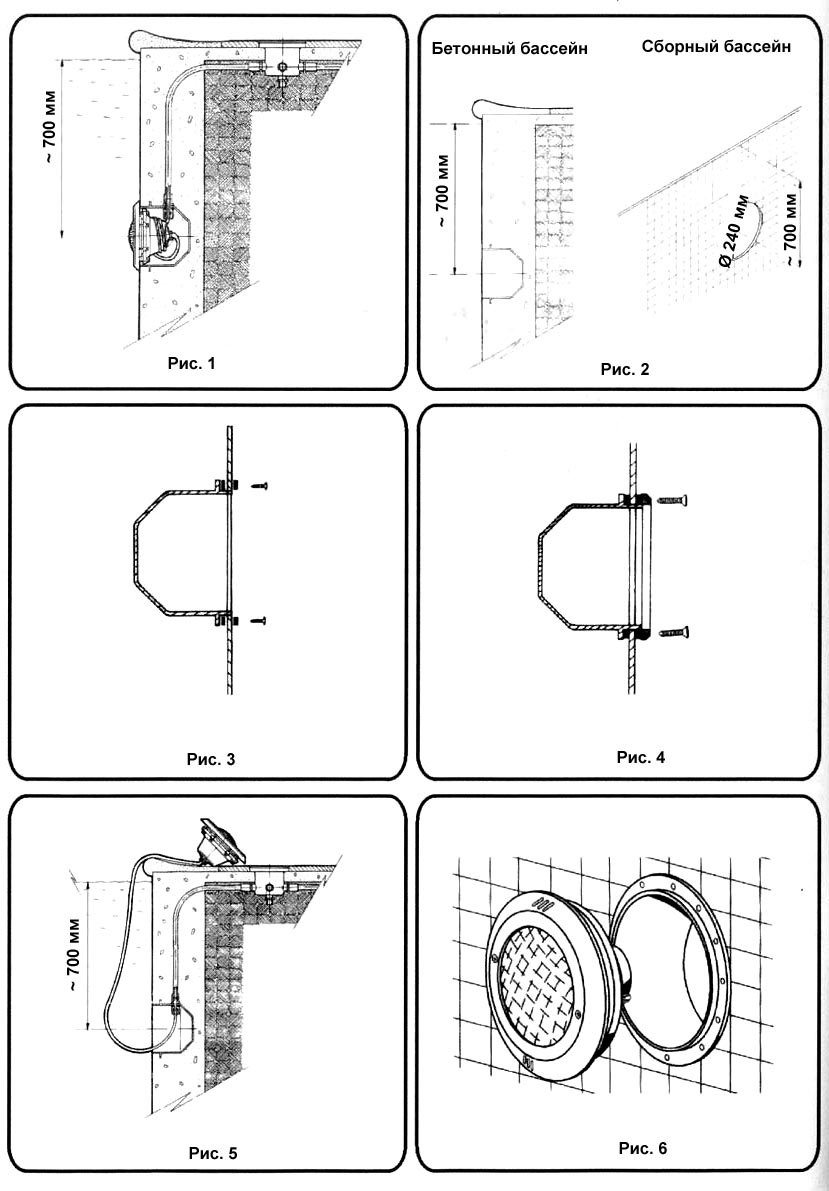 ~ 700 мм
Рис. 1
Бетонный бассейн
Сборный бассейн
~ 700 мм
Ø 240 мм
~ 700 мм
Рис. 2
Рис. 3
Рис. 4
~ 700 мм
Рис. 5
Рис. 6